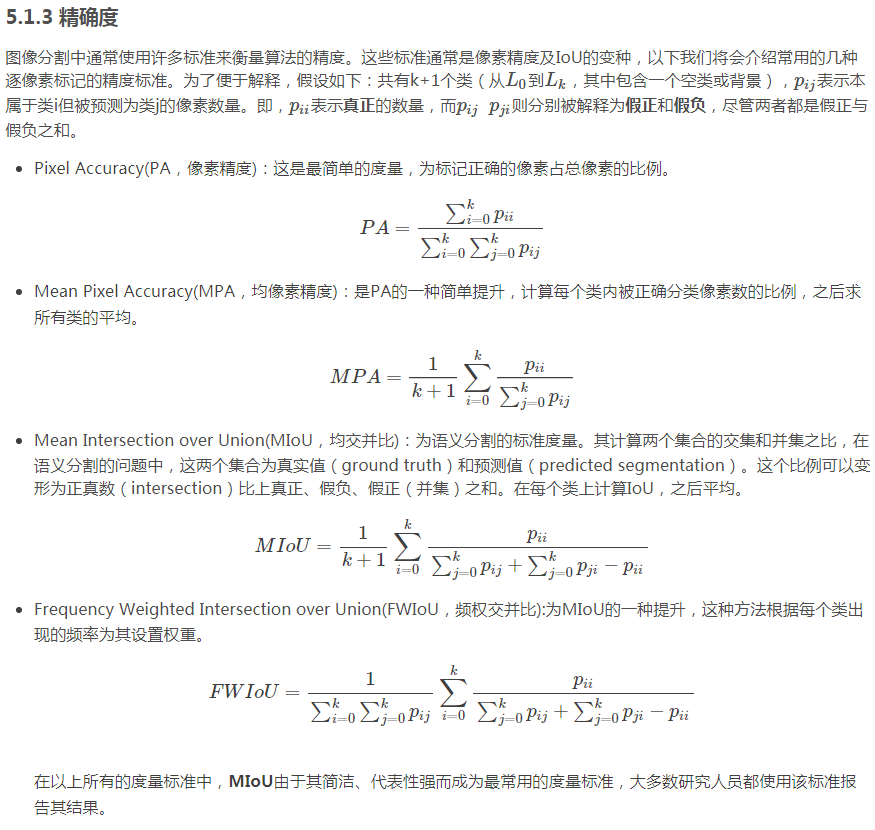 5.1.3 精确度
图像分割中通常使用许多标准来衡量算法的精度。这些标准通常是像素精度及IoU的变种，以下我们将会介绍常用的几种
逐像素标记的精度标准。为了便于解释，假设如下：共有k+1个类（从L_0到L_k，其中包含一个空类或背景），p_{ij}表示本
属于类i但被预测为类j的像素数量。即，p_{ii}表示真正的数量，而p_{ij} p_{ji}则分别被解释为假正和假负，尽管两者都是假正与
假负之和。
• Pixel Accuracy(PA，像素精度)：这是最简单的度量，为标记正确的像素占总像素的比例。
PA = \frac{\sum_{i=0}^{k} p_{ii}}{\sum_{i=0}^{k} \sum_{j=0}^{k} p_{ij}}
• Mean Pixel Accuracy(MPA，均像素精度)：是PA的一种简单提升，计算每个类内被正确分类像素数的比例，之后求
所有类的平均。
MPA = \frac{1}{k+1} \sum_{i=0}^{k} \frac{p_{ii}}{\sum_{j=0}^{k} p_{ij}}
• Mean Intersection over Union(MIoU，均交并比)：为语义分割的标准度量。其计算两个集合的交集和并集之比，在
语义分割的问题中，这两个集合为真实值（ground truth）和预测值（predicted segmentation）。这个比例可以变
形为正真数（intersection）比上真正、假负、假正（并集）之和。在每个类上计算IoU，之后平均。
MIoU = \frac{1}{k+1} \sum_{i=0}^{k} \frac{p_{ii}}{\sum_{j=0}^{k} p_{ij} + \sum_{j=0}^{k} p_{ji} - p_{ii}}
• Frequency Weighted Intersection over Union(FWIoU，频权交并比):为MIoU的一种提升，这种方法根据每个类出
现的频率为其设置权重。
FWIoU = \frac{1}{\sum_{i=0}^{k} \sum_{j=0}^{k} p_{ij}} \sum_{i=0}^{k} \frac{p_{ii}}{\sum_{j=0}^{k} p_{ij} + \sum_{j=0}^{k} p_{ji} - p_{ii}}
在以上所有的度量标准中，MIoU由于其简洁、代表性强而成为最常用的度量标准，大多数研究人员都使用该标准报
告其结果。